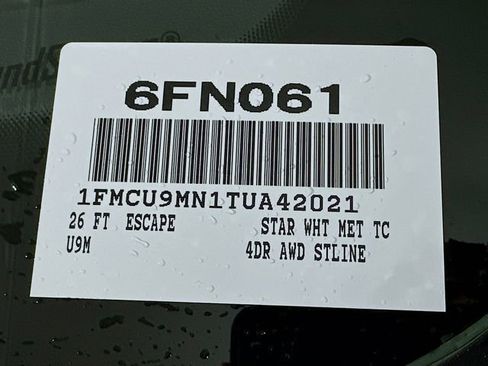 6FN061
1FMCU9MN1TUA42021
26 FT ESCAPE STAR WHT MET TC
U9M 4DR AWD STLINE